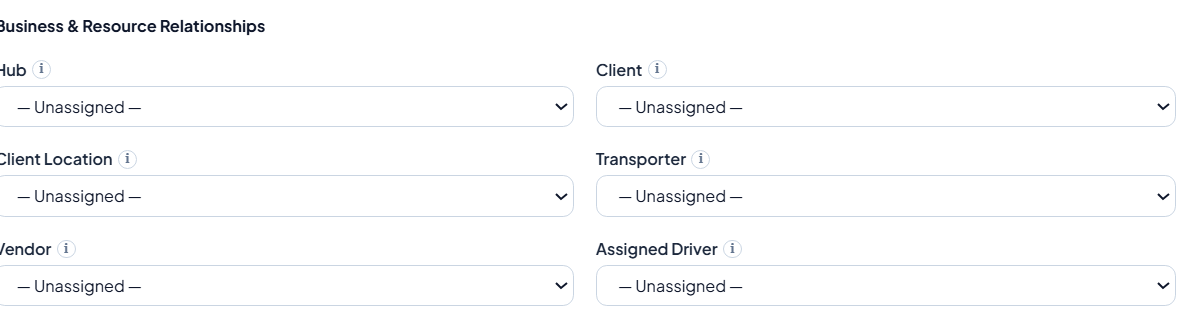 Business & Resource Relationships
Hub i
Client i
— Unassigned —
— Unassigned —
Client Location i
Transporter i
— Unassigned —
— Unassigned —
Vendor i
Assigned Driver i
— Unassigned —
— Unassigned —